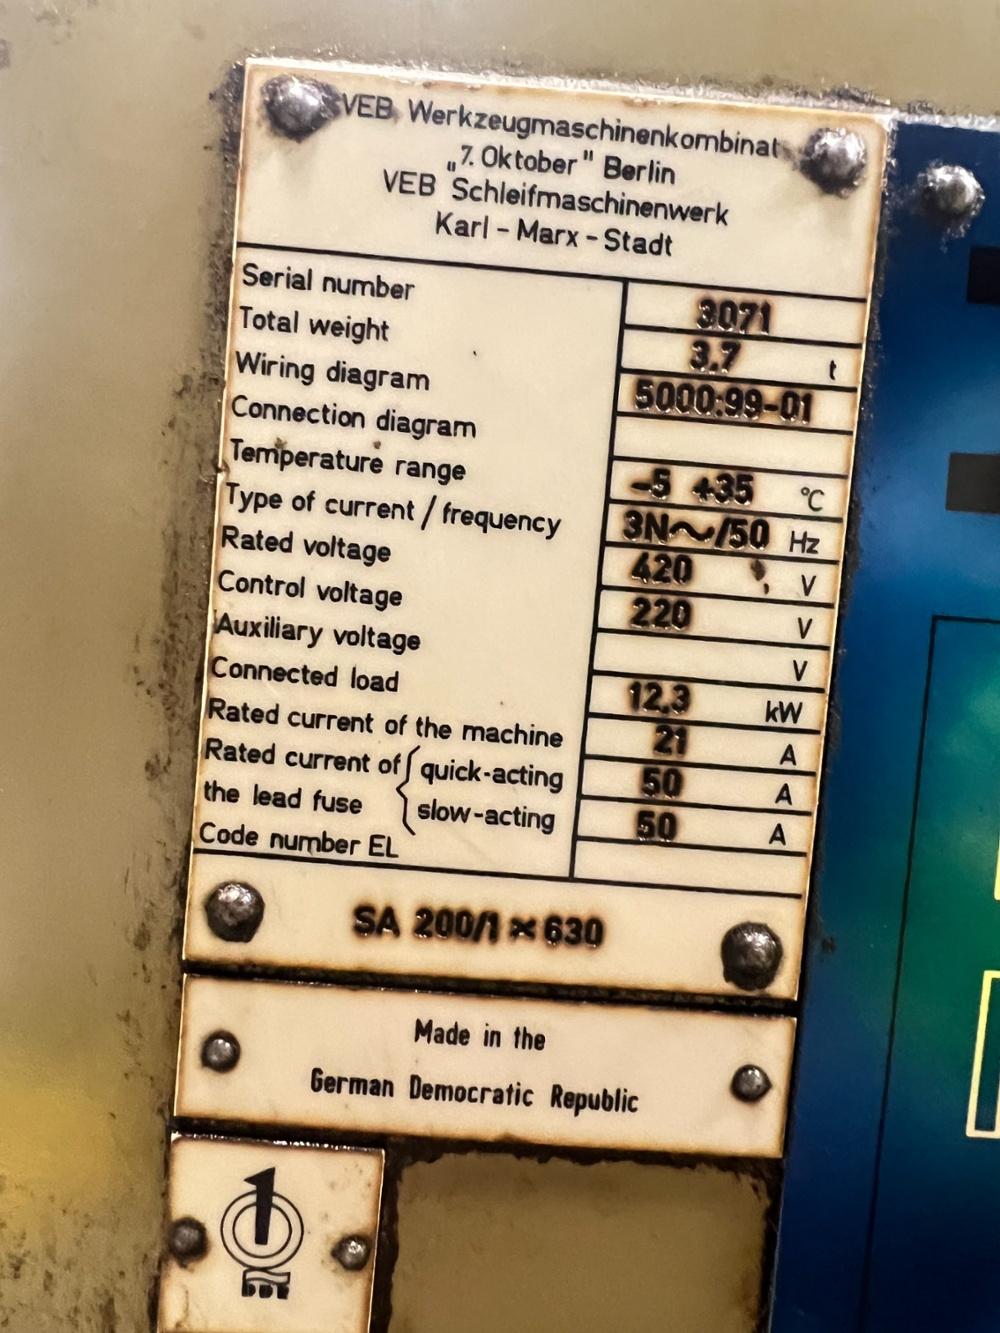 VEB Werkzeugmaschinenkombinat
„7. Oktober" Berlin
VEB Schleifmaschinenwerk
Karl - Marx - Stadt
Serial number 3071
Total weight 3.7 t
Wiring diagram 5000:99-01
Connection diagram
Temperature range -5 +35 °C
Type of current / frequency 3N~/50 Hz
Rated voltage 420 V
Control voltage 220 V
Auxiliary voltage V
Connected load 12.3 kW
Rated current of the machine 21 A
Rated current of quick-acting 50 A
the lead fuse slow-acting 50 A
Code number EL
SA 200/1 × 630
Made in the
German Democratic Republic
1